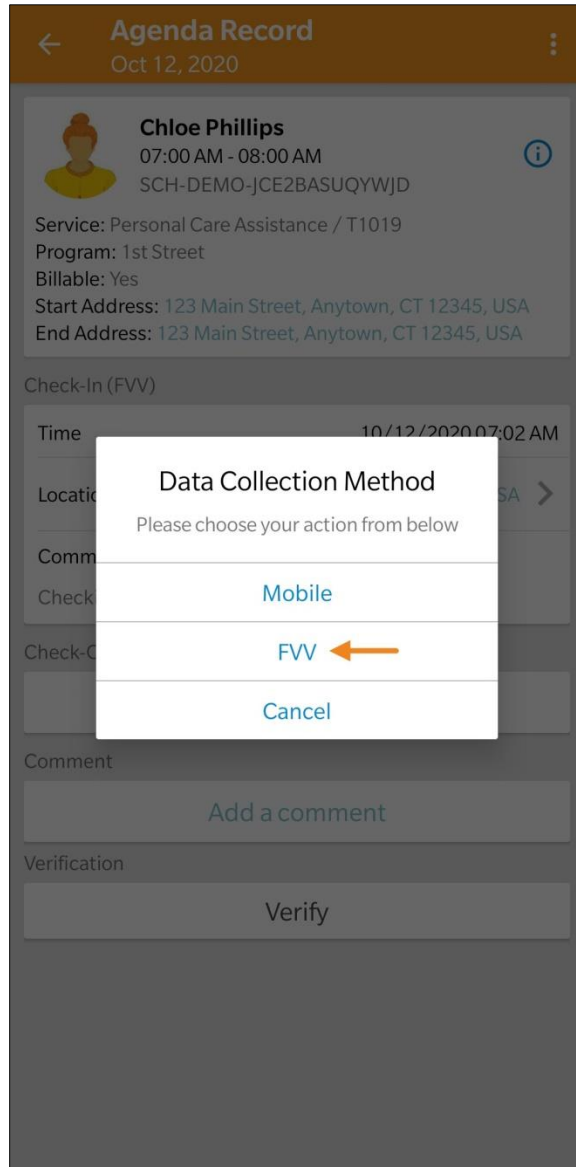 Agenda Record
Oct 12, 2020
Chloe Phillips
07:00 AM - 08:00 AM
SCH-DEMO-JCE2BASUQYWJD
Service: Personal Care Assistance / T1019
Program: 1st Street
Billable: Yes
Start Address: 123 Main Street, Anytown, CT 12345, USA
End Address: 123 Main Street, Anytown, CT 12345, USA
Check-In (FVV)
Time 10/12/2020 07:02 AM
Data Collection Method
Please choose your action from below
Mobile
FVV
Cancel
Comment
Add a comment
Verification
Verify